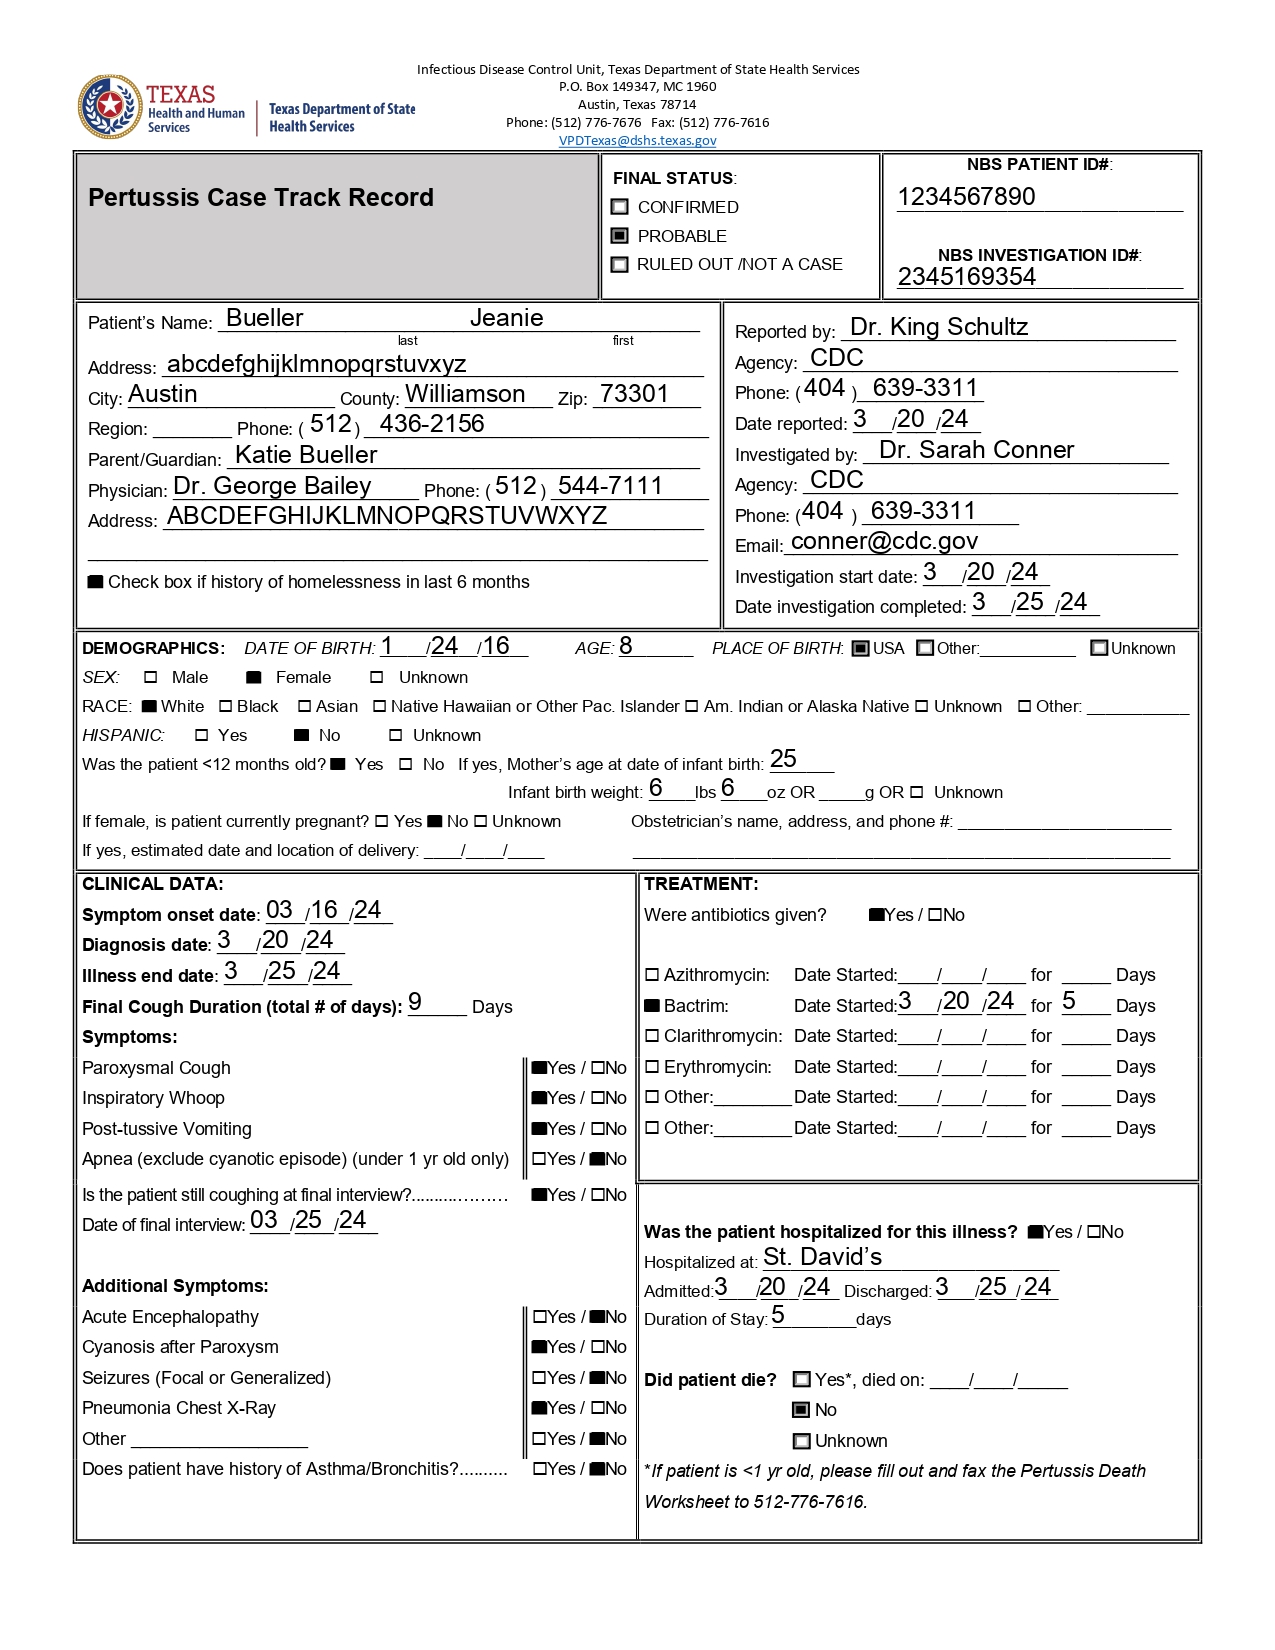 Infectious Disease Control Unit, Texas Department of State Health Services
P.O. Box 149347, MC 1960
Austin, Texas 78714
Phone: (512) 776-7676 Fax: (512) 776-7616
VPDTexas@dshs.texas.gov
TEXAS
Health and Human
Services
Texas Department of State
Health Services
Pertussis Case Track Record
FINAL STATUS:
☐ CONFIRMED
☒ PROBABLE
☐ RULED OUT /NOT A CASE
NBS PATIENT ID#:
1234567890
NBS INVESTIGATION ID#:
2345169354
Patient's Name: Bueller Jeanie
last first
Address: abcdefghijklmnopqrstuvxyz
City: Austin County: Williamson Zip: 73301
Region: ________ Phone: ( 512 ) 436-2156
Parent/Guardian: Katie Bueller
Physician: Dr. George Bailey Phone: ( 512 ) 544-7111
Address: ABCDEFGHIJKLMNOPQRSTUVWXYZ
☒ Check box if history of homelessness in last 6 months
Reported by: Dr. King Schultz
Agency: CDC
Phone: ( 404 ) 639-3311
Date reported: 3 /20 /24
Investigated by: Dr. Sarah Conner
Agency: CDC
Phone: (404 ) 639-3311
Email: conner@cdc.gov
Investigation start date: 3 /20 /24
Date investigation completed: 3 /25 /24
DEMOGRAPHICS: DATE OF BIRTH: 1 /24 /16 AGE: 8 PLACE OF BIRTH: ☒ USA ☐ Other:___________ ☐ Unknown
SEX: ☐ Male ☒ Female ☐ Unknown
RACE: ☒ White ☐ Black ☐ Asian ☐ Native Hawaiian or Other Pac. Islander ☐ Am. Indian or Alaska Native ☐ Unknown ☐ Other: ___________
HISPANIC: ☐ Yes ☒ No ☐ Unknown
Was the patient <12 months old? ☒ Yes ☐ No If yes, Mother's age at date of infant birth: 25
Infant birth weight: 6 lbs 6 oz OR _____g OR ☐ Unknown
If female, is patient currently pregnant? ☐ Yes ☒ No ☐ Unknown Obstetrician's name, address, and phone #: ______________________
If yes, estimated date and location of delivery: ____/____/____
CLINICAL DATA:
Symptom onset date: 03 /16 /24
Diagnosis date: 3 /20 /24
Illness end date: 3 /25 /24
Final Cough Duration (total # of days): 9 Days
Symptoms:
Paroxysmal Cough ☒Yes / ☐No
Inspiratory Whoop ☒Yes / ☐No
Post-tussive Vomiting ☒Yes / ☐No
Apnea (exclude cyanotic episode) (under 1 yr old only) ☐Yes / ☒No
Is the patient still coughing at final interview?.................. ☒Yes / ☐No
Date of final interview: 03 /25 /24
Additional Symptoms:
Acute Encephalopathy ☐Yes / ☒No
Cyanosis after Paroxysm ☒Yes / ☐No
Seizures (Focal or Generalized) ☐Yes / ☒No
Pneumonia Chest X-Ray ☒Yes / ☐No
Other __________________ ☐Yes / ☒No
Does patient have history of Asthma/Bronchitis?.......... ☐Yes / ☒No
TREATMENT:
Were antibiotics given? ☒Yes / ☐No
☐ Azithromycin: Date Started:____/____/____ for _____ Days
☒ Bactrim: Date Started:3 /20 /24 for 5 Days
☐ Clarithromycin: Date Started:____/____/____ for _____ Days
☐ Erythromycin: Date Started:____/____/____ for _____ Days
☐ Other:________ Date Started:____/____/____ for _____ Days
☐ Other:________ Date Started:____/____/____ for _____ Days
Was the patient hospitalized for this illness? ☒Yes / ☐No
Hospitalized at: St. David's
Admitted:3 /20 /24 Discharged: 3 /25 / 24
Duration of Stay: 5 days
Did patient die? ☐ Yes*, died on: ____/____/_____
☒ No
☐ Unknown
*If patient is <1 yr old, please fill out and fax the Pertussis Death
Worksheet to 512-776-7616.